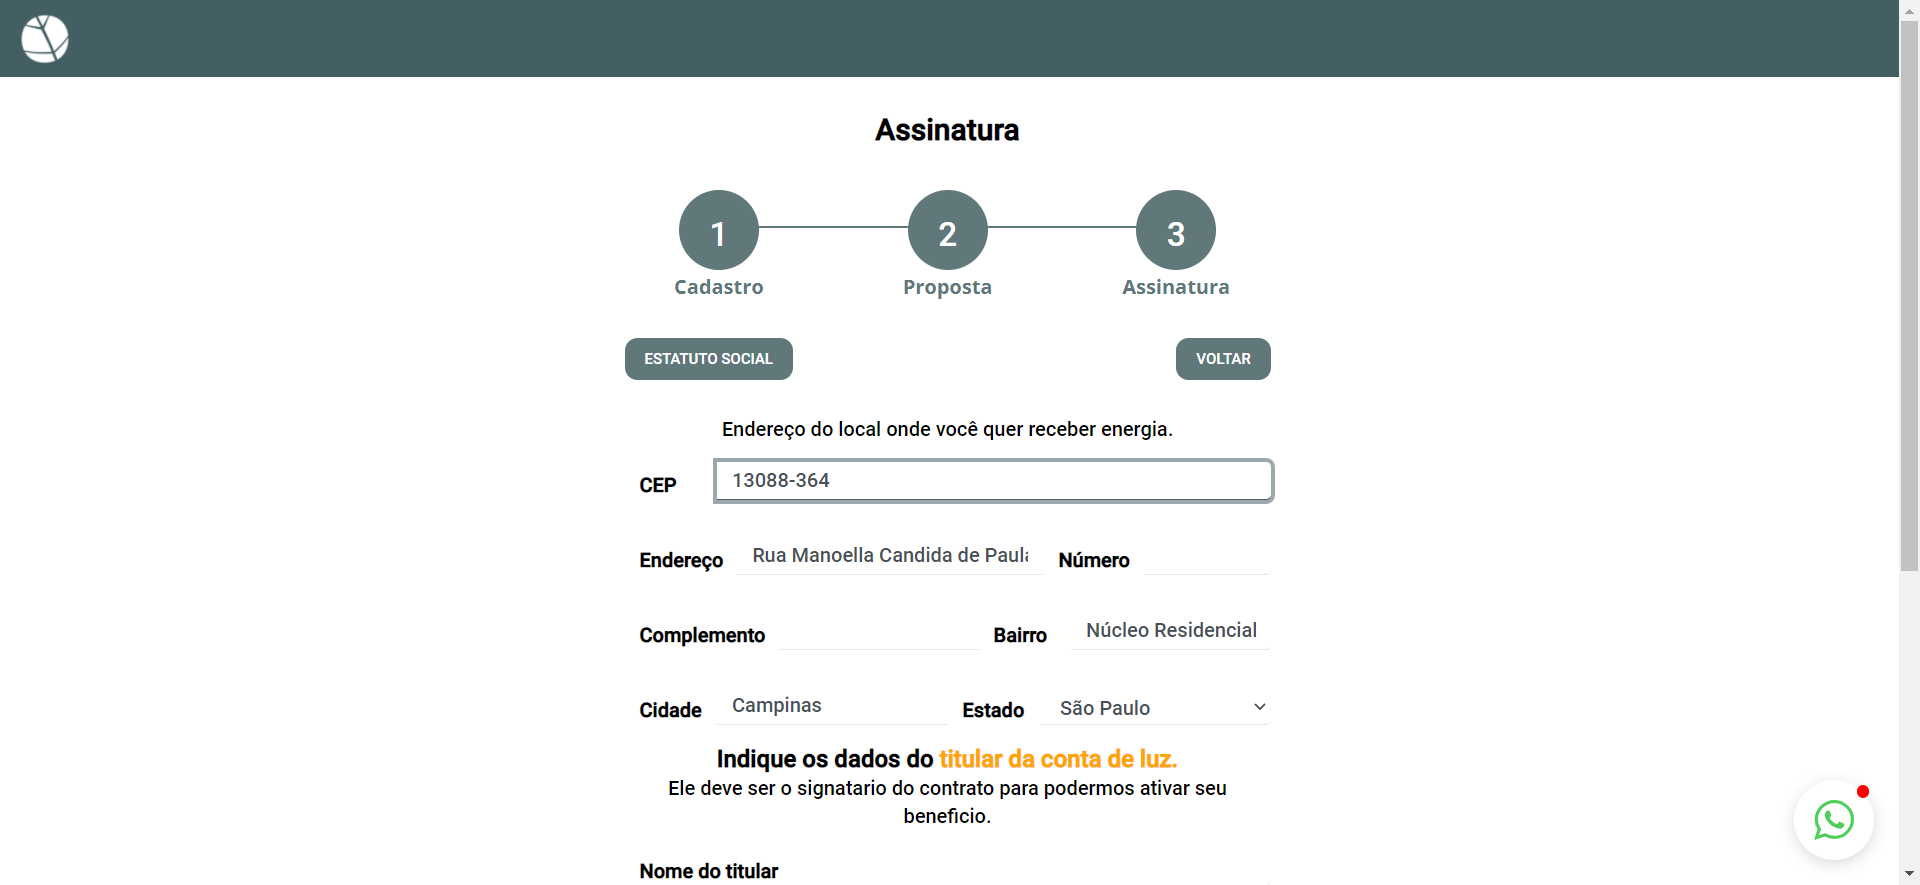 Assinatura
1 2 3
Cadastro Proposta Assinatura
ESTATUTO SOCIAL VOLTAR
Endereço do local onde você quer receber energia.
CEP 13088-364
Endereço Rua Manoella Candida de Paula Número
Complemento Bairro Núcleo Residencial
Cidade Campinas Estado São Paulo
Indique os dados do titular da conta de luz.
Ele deve ser o signatario do contrato para podermos ativar seu
beneficio.
Nome do titular